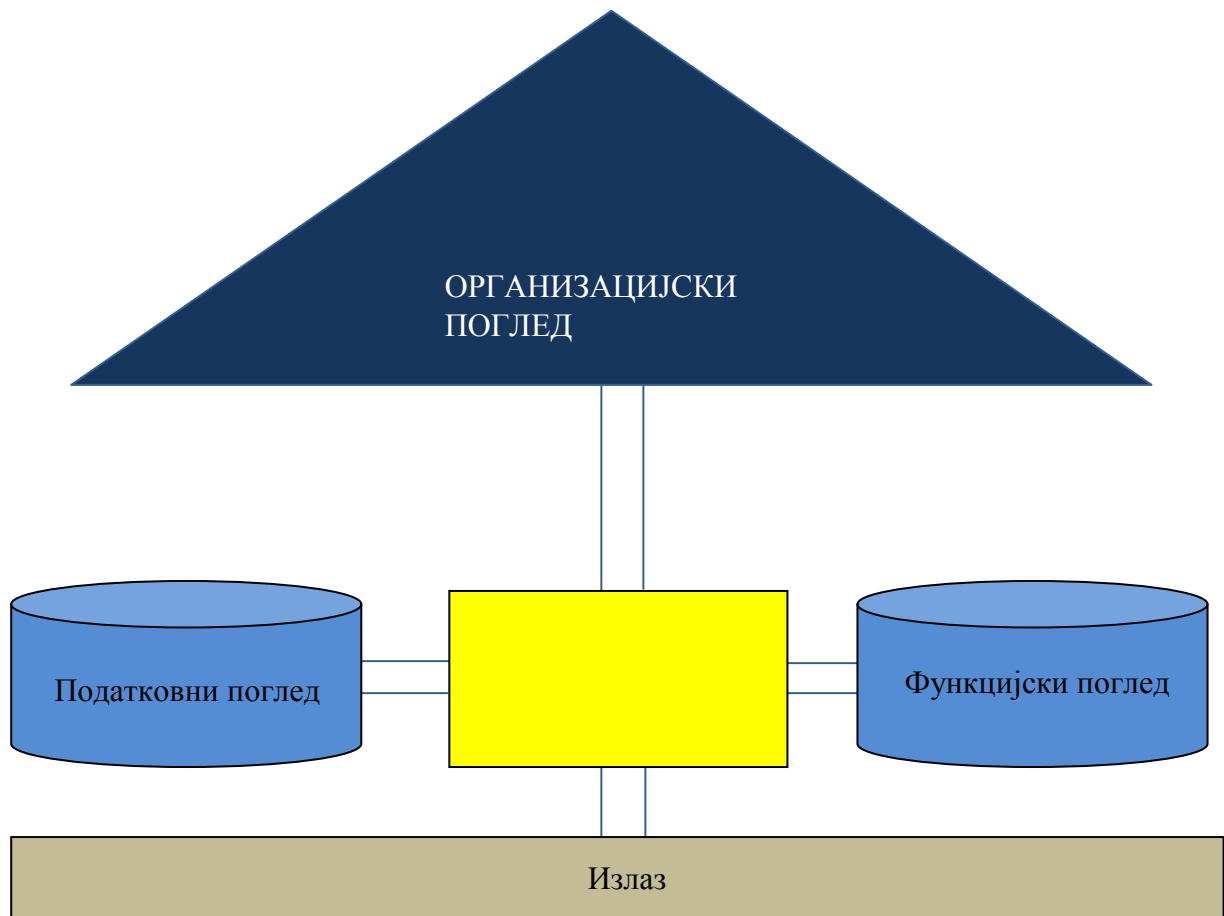 ОРГАНИЗАЦИЈСКИ
ПОГЛЕД
Податковни поглед
Функцијски поглед
Излаз